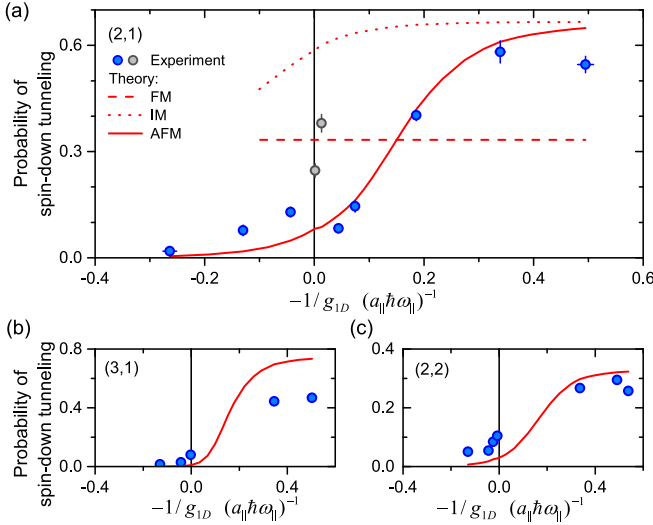 (a)
(2,1)
Experiment
Theory:
FM
IM
AFM
Probability of
spin-down tunneling
0.6
0.3
0.0
-0.4 -0.2 0.0 0.2 0.4 0.6
−1/g1D (a||ħω||)⁻¹
(b)
(3,1)
Probability of
spin-down tunneling
0.8
0.4
0.0
-0.4 0.0 0.4
−1/g1D (a||ħω||)⁻¹
(c)
(2,2)
0.4
0.2
0.0
-0.4 0.0 0.4
−1/g1D (a||ħω||)⁻¹